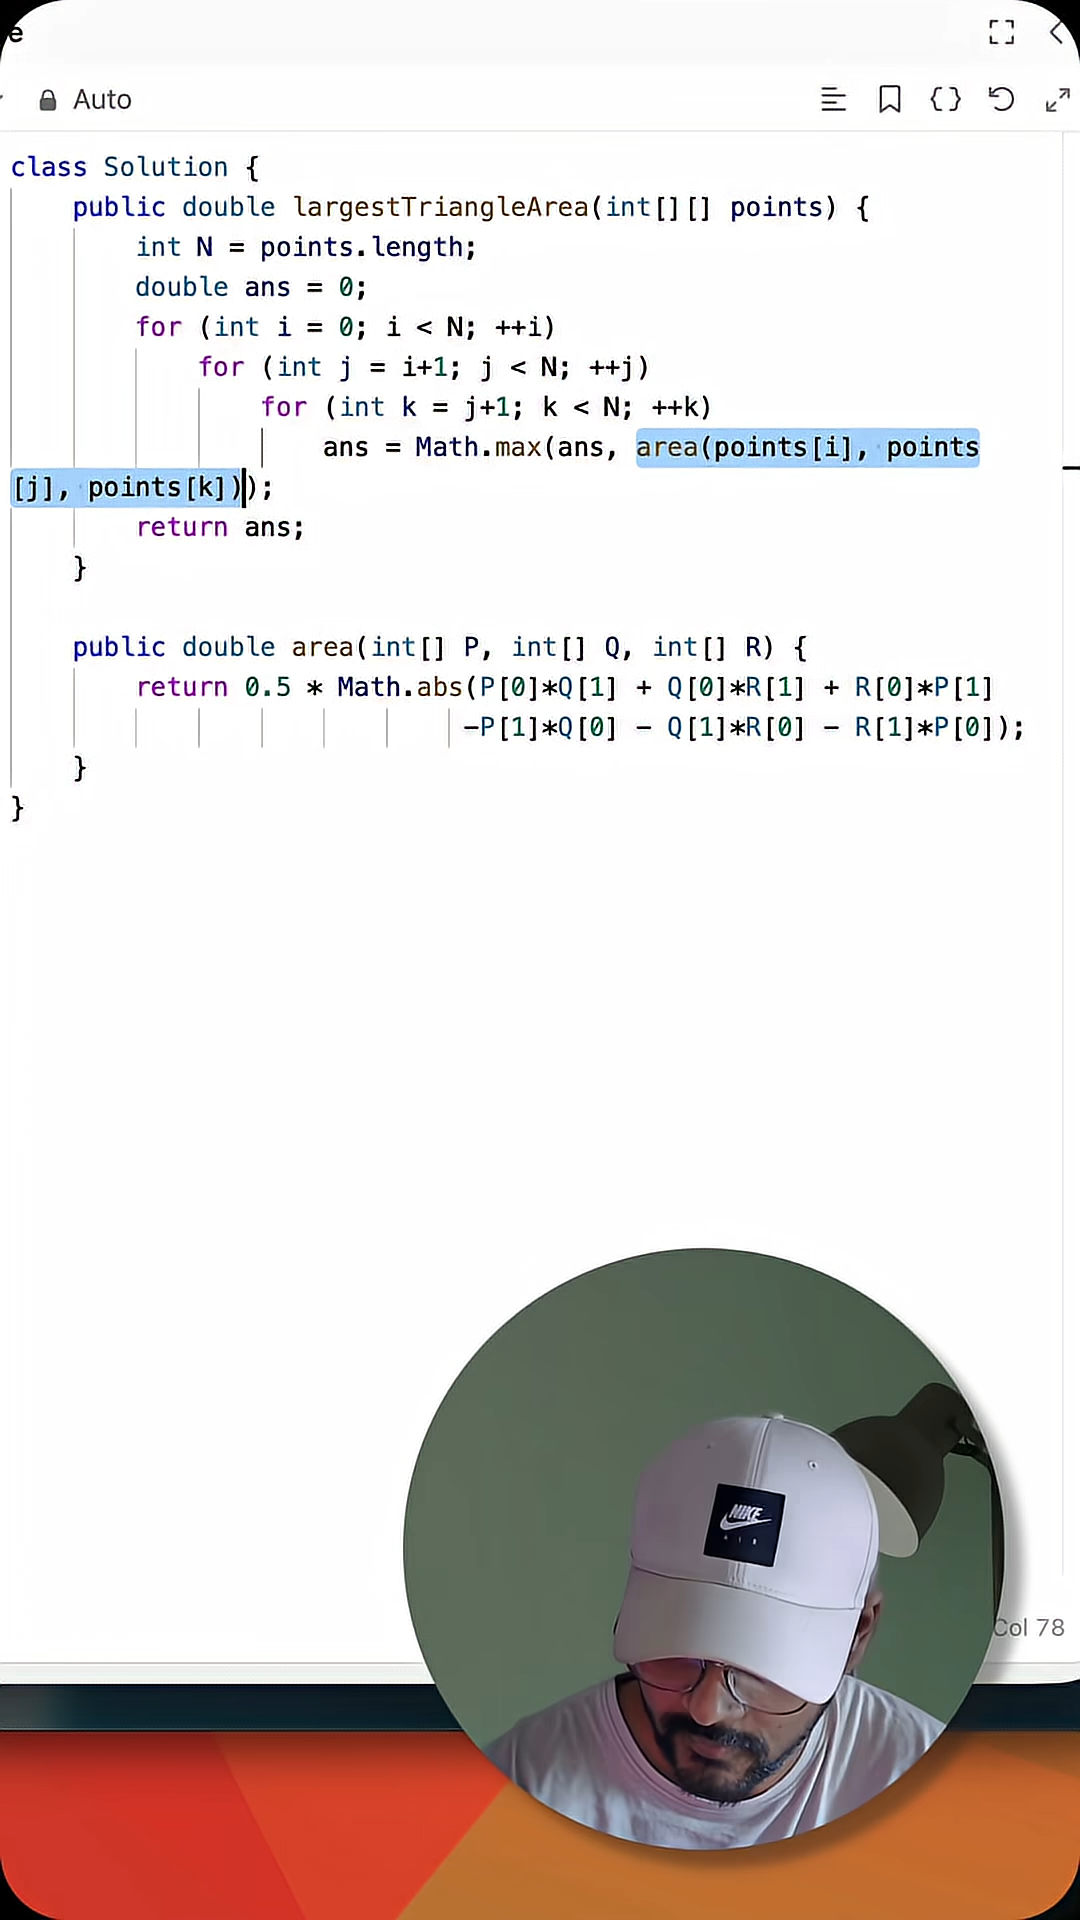 e
Auto
class Solution {
public double largestTriangleArea(int[][] points) {
int N = points.length;
double ans = 0;
for (int i = 0; i < N; ++i)
for (int j = i+1; j < N; ++j)
for (int k = j+1; k < N; ++k)
ans = Math.max(ans, area(points[i], points
[j], points[k]));
return ans;
}
public double area(int[] P, int[] Q, int[] R) {
return 0.5 * Math.abs(P[0]*Q[1] + Q[0]*R[1] + R[0]*P[1]
-P[1]*Q[0] - Q[1]*R[0] - R[1]*P[0]);
}
}
NIKE
AIR
Col 78